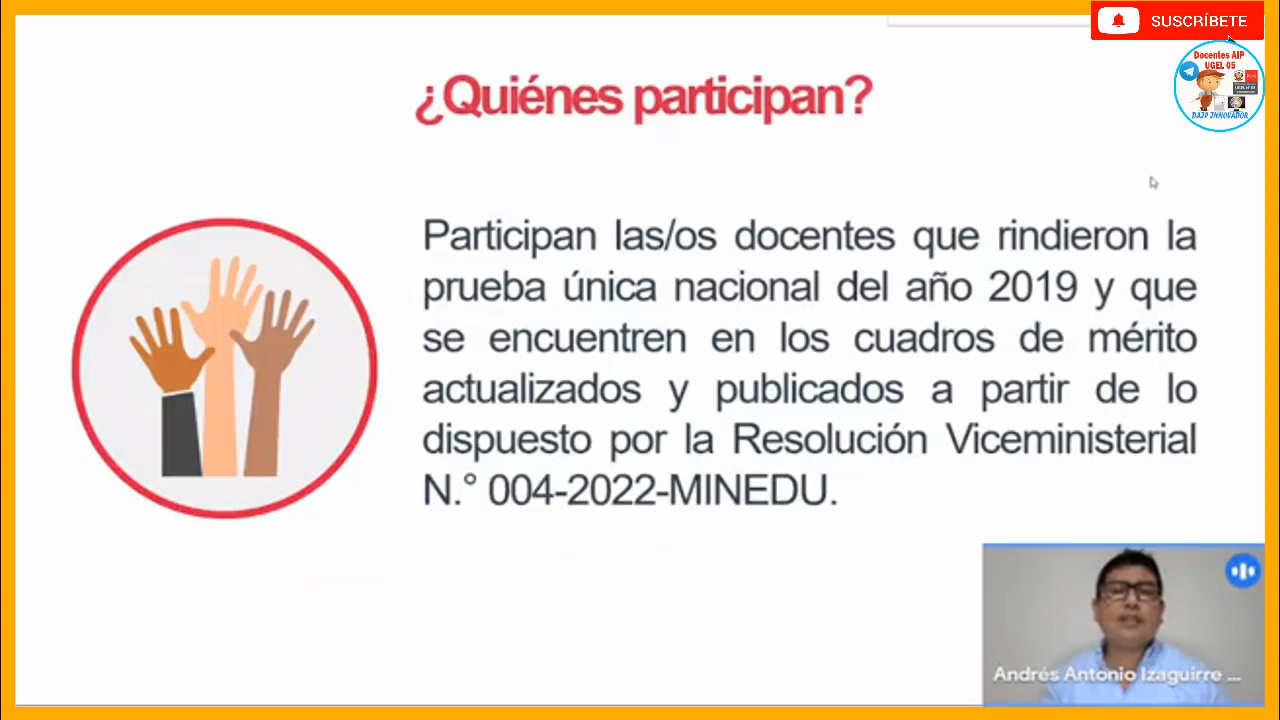 SUSCRÍBETE
Docentes AIP
UGEL 05
DAIP INNOVADOR
¿Quiénes participan?
Participan las/os docentes que rindieron la
prueba única nacional del año 2019 y que
se encuentren en los cuadros de mérito
actualizados y publicados a partir de lo
dispuesto por la Resolución Viceministerial
N.° 004-2022-MINEDU.
Andrés Antonio Izaguirre ...